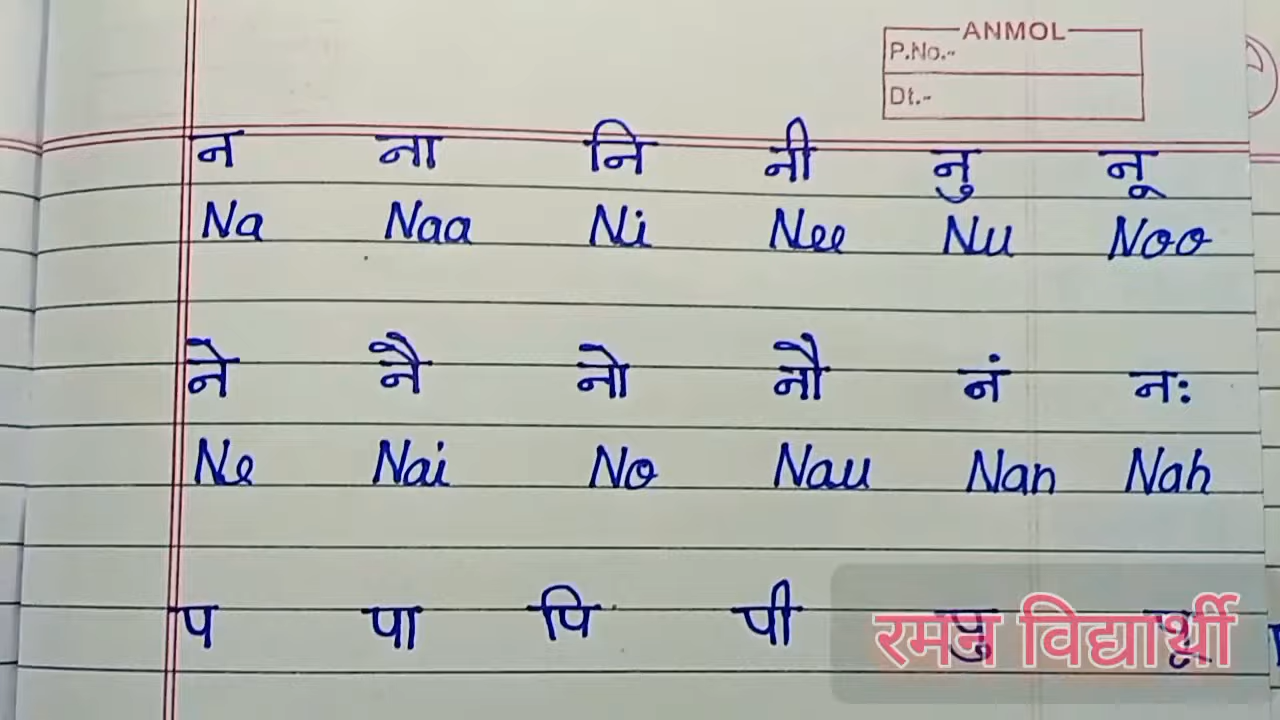 ANMOL
P.No.-
Dt.-
न ना नि नी नु नू
Na Naa Ni Nee Nu Noo
ने नै नो नौ नं नः
Ne Nai No Nau Nan Nah
प पा पि पी पु पू
रमन विद्यार्थी